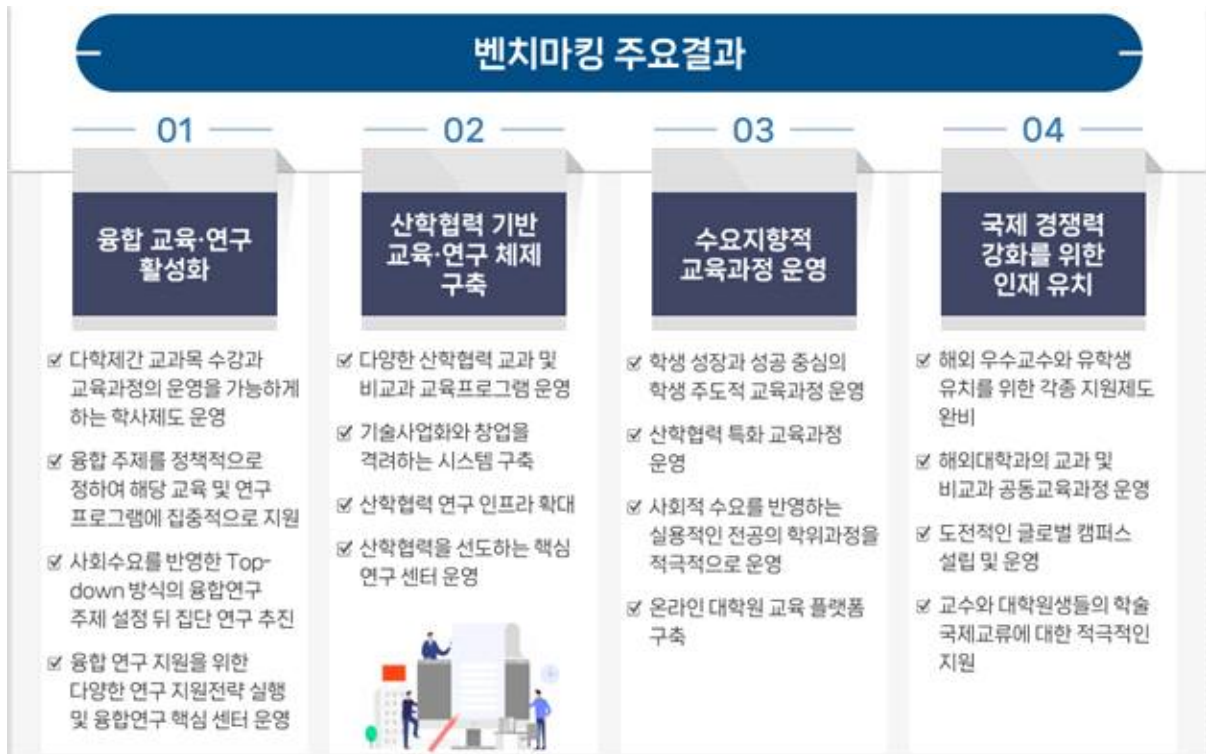 벤치마킹 주요결과
01
융합 교육·연구
활성화
다학제간 교과목 수강과
교육과정의 운영을 가능하게
하는 학사제도 운영
융합 주제를 정책적으로
정하여 해당 교육 및 연구
프로그램에 집중적으로 지원
사회수요를 반영한 Top-
down 방식의 융합연구
주제 설정 뒤 집단 연구 추진
융합 연구 지원을 위한
다양한 연구 지원전략 실행
및 융합연구 핵심 센터 운영
02
산학협력 기반
교육·연구 체제
구축
다양한 산학협력 교과 및
비교과 교육프로그램 운영
기술사업화와 창업을
격려하는 시스템 구축
산학협력 연구 인프라 확대
산학협력을 선도하는 핵심
연구 센터 운영
03
수요지향적
교육과정 운영
학생 성장과 성공 중심의
학생 주도적 교육과정 운영
산학협력 특화 교육과정
운영
사회적 수요를 반영하는
실용적인 전공의 학위과정을
적극적으로 운영
온라인 대학원 교육 플랫폼
구축
04
국제 경쟁력
강화를 위한
인재 유치
해외 우수교수와 유학생
유치를 위한 각종 지원제도
완비
해외대학과의 교과 및
비교과 공동교육과정 운영
도전적인 글로벌 캠퍼스
설립 및 운영
교수와 대학원생들의 학술
국제교류에 대한 적극적인
지원